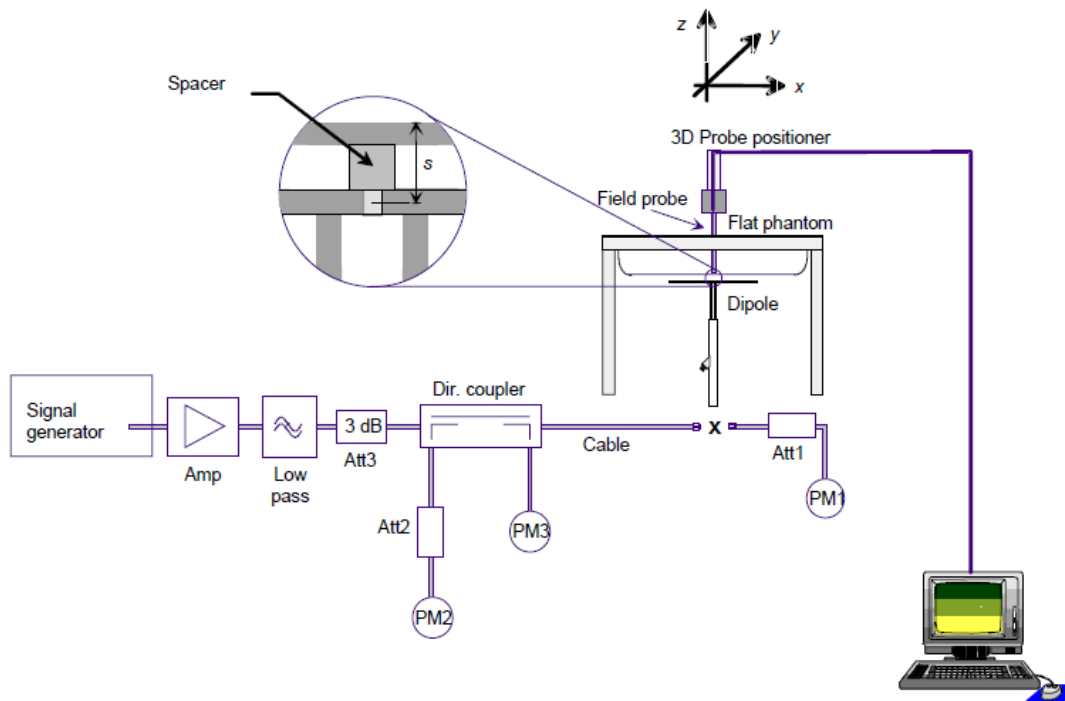 z
y
x
Spacer
s
3D Probe positioner
Field probe
Flat phantom
Dipole
Signal
generator
Amp
Low
pass
3 dB
Att3
Dir. coupler
Cable
X
Att1
PM1
Att2
PM3
PM2